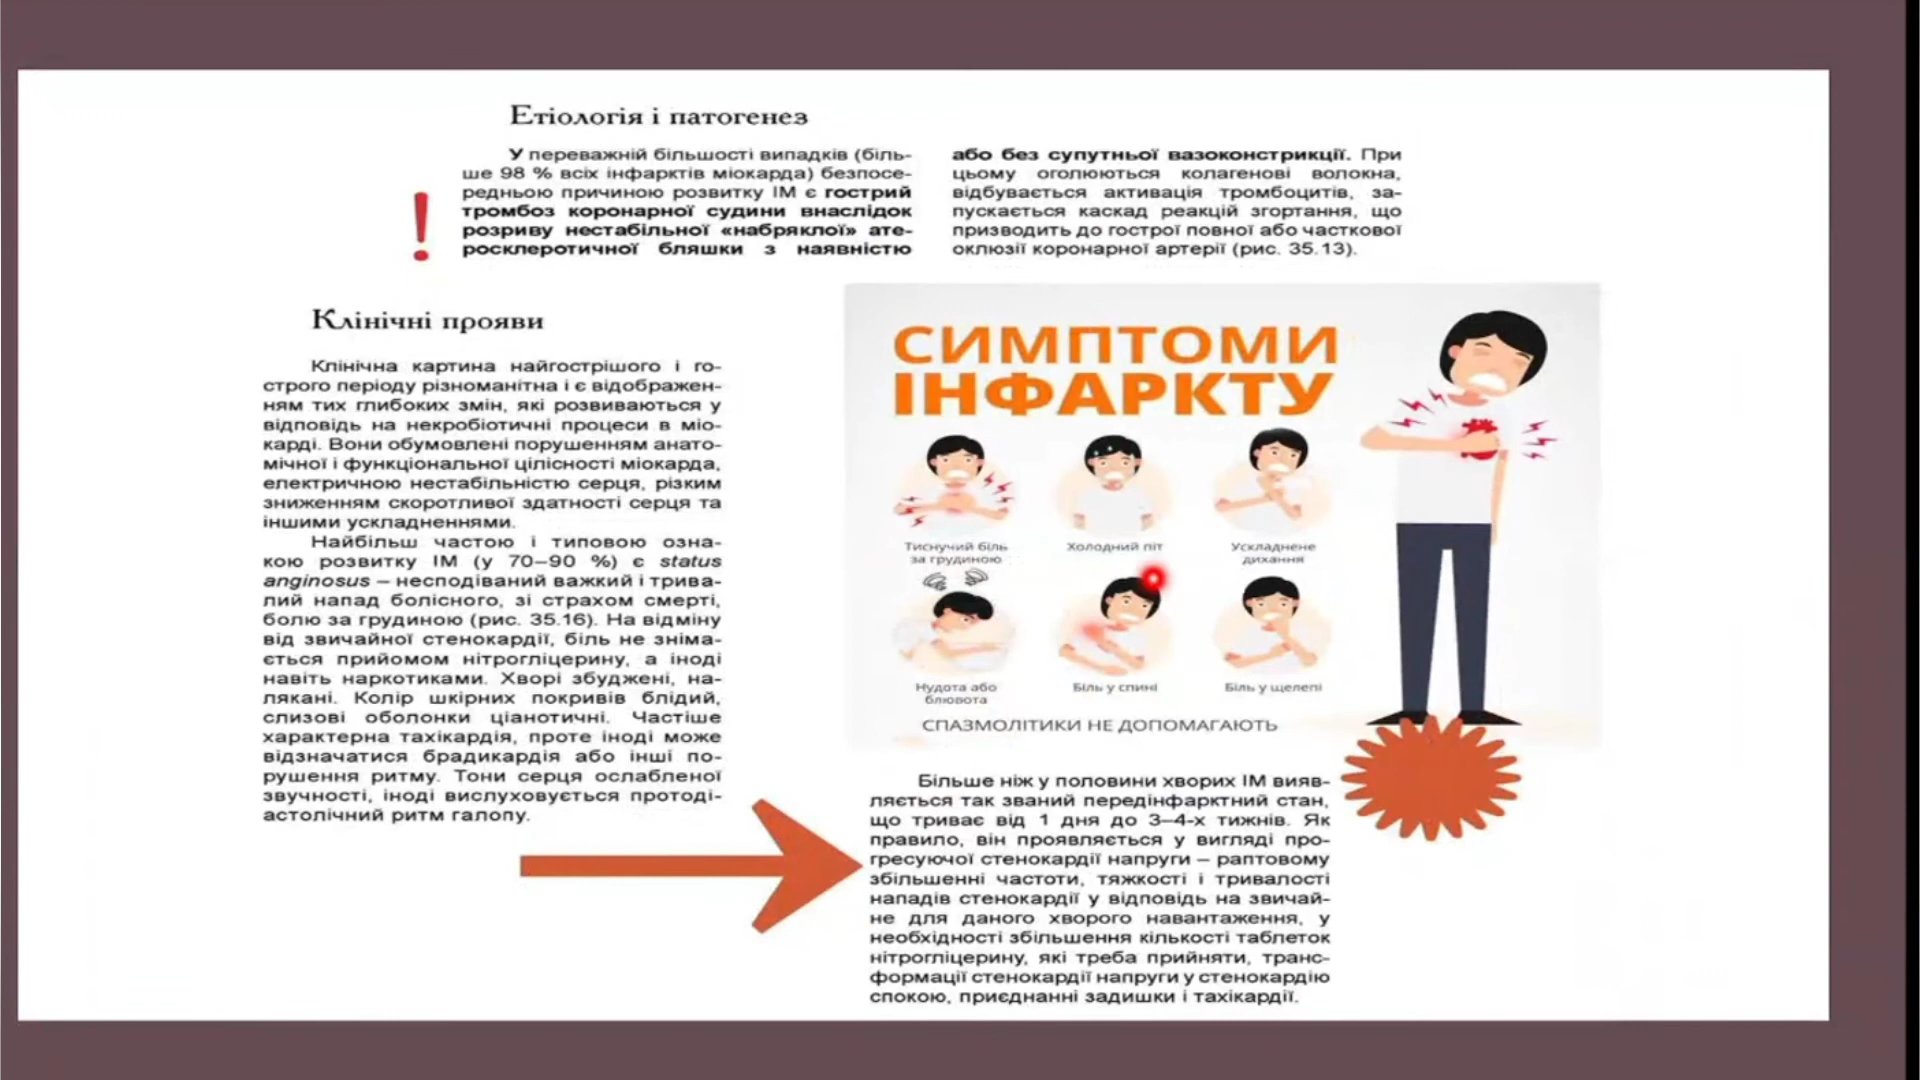 Етіологія і патогенез
У переважній більшості випадків (біль-
ше 98 % всіх інфарктів міокарда) безпосе-
редньою причиною розвитку ІМ є гострий
тромбоз коронарної судини внаслідок
розриву нестабільної «набряклої» ате-
росклеротичної бляшки з наявністю
або без супутньої вазоконстрикції. При
цьому оголюються колагенові волокна,
відбувається активація тромбоцитів, за-
пускається каскад реакцій згортання, що
призводить до гострої повної або часткової
оклюзії коронарної артерії (рис. 35.13).
Клінічні прояви
Клінічна картина найгострішого і го-
строго періоду різноманітна і є відображен-
ням тих глибоких змін, які розвиваються у
відповідь на некробіотичні процеси в міо-
карді. Вони обумовлені порушенням анато-
мічної і функціональної цілісності міокарда,
електричною нестабільністю серця, різким
зниженням скоротливої здатності серця та
іншими ускладненнями.
Найбільш частою і типовою озна-
кою розвитку ІМ (у 70–90 %) є status
anginosus – несподіваний важкий і трива-
лий напад болісного, зі страхом смерті,
болю за грудиною (рис. 35.16). На відміну
від звичайної стенокардії, біль не зніма-
ється прийомом нітрогліцерину, а іноді
навіть наркотиками. Хворі збуджені, на-
лякані. Колір шкірних покривів блідий,
слизові оболонки ціанотичні. Частіше
характерна тахікардія, проте іноді може
відзначатися брадикардія або інші по-
рушення ритму. Тони серця ослабленої
звучності, іноді вислуховується протоді-
астолічний ритм галопу.
СИМПТОМИ
ІНФАРКТУ
Тиснучий біль
за грудиною
Холодний піт
Ускладнене
дихання
Нудота або
блювота
Біль у спині
Біль у щелепі
СПАЗМОЛІТИКИ НЕ ДОПОМАГАЮТЬ
Більше ніж у половини хворих ІМ вияв-
ляється так званий передінфарктний стан,
що триває від 1 дня до 3–4-х тижнів. Як
правило, він проявляється у вигляді про-
гресуючої стенокардії напруги – раптовому
збільшенні частоти, тяжкості і тривалості
нападів стенокардії у відповідь на звичай-
не для даного хворого навантаження, у
необхідності збільшення кількості таблеток
нітрогліцерину, які треба прийняти, транс-
формації стенокардії напруги у стенокардію
спокою, приєднанні задишки і тахікардії.